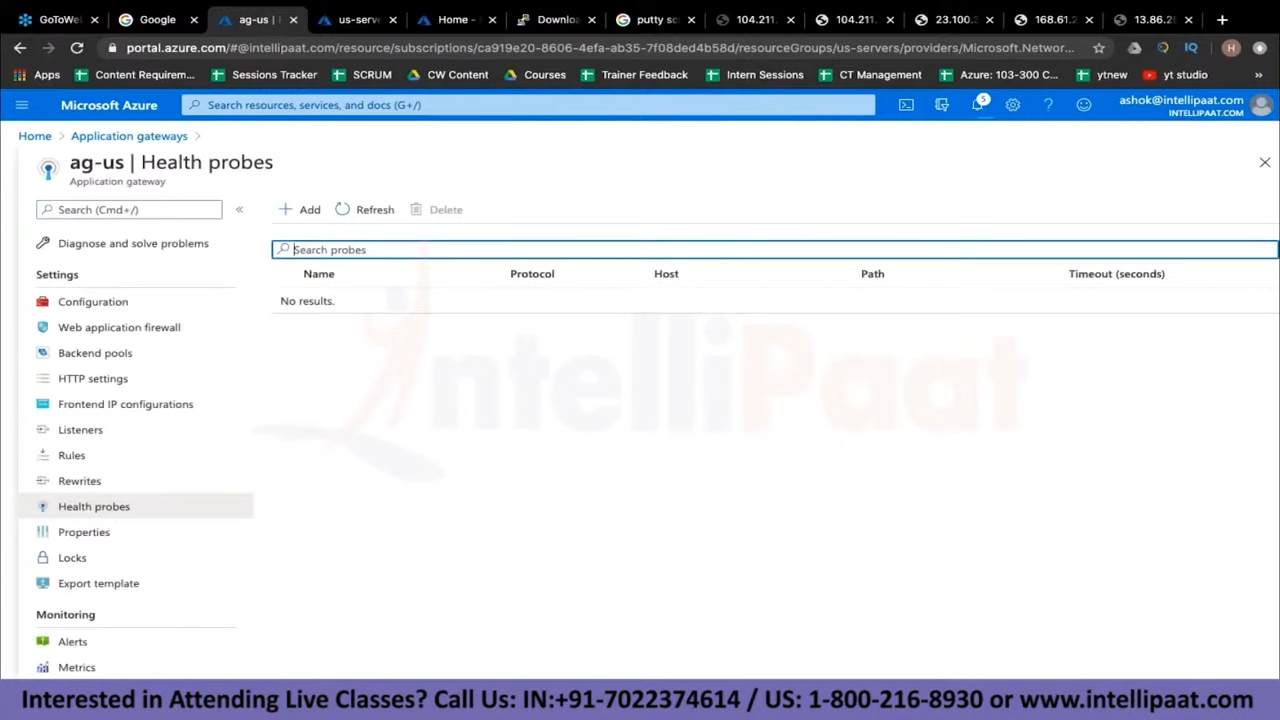 GoToWel
Google
ag-us |
us-serve
Home -
Downloa
putty sc
104.211.
104.211.
23.100.
168.61.2
13.86.28
portal.azure.com/#@intellipaat.com/resource/subscriptions/ca919e20-8606-4efa-ab35-7f08ded4b58d/resourceGroups/us-servers/providers/Microsoft.Networ...
Apps
Content Requirem...
Sessions Tracker
SCRUM
CW Content
Courses
Trainer Feedback
Intern Sessions
CT Management
Azure: 103-300 C...
ytnew
yt studio
»
Microsoft Azure
Search resources, services, and docs (G+/)
5
ashok@intellipaat.com
INTELLIPAAT.COM
Home > Application gateways >
ag-us | Health probes
Application gateway
Search (Cmd+/)
«
Add
Refresh
Delete
Search probes
Name Protocol Host Path Timeout (seconds)
No results.
Diagnose and solve problems
Settings
Configuration
Web application firewall
Backend pools
HTTP settings
Frontend IP configurations
Listeners
Rules
Rewrites
Health probes
Properties
Locks
Export template
Monitoring
Alerts
Metrics
IntelliPaat
Interested in Attending Live Classes? Call Us: IN:+91-7022374614 / US: 1-800-216-8930 or www.intellipaat.com